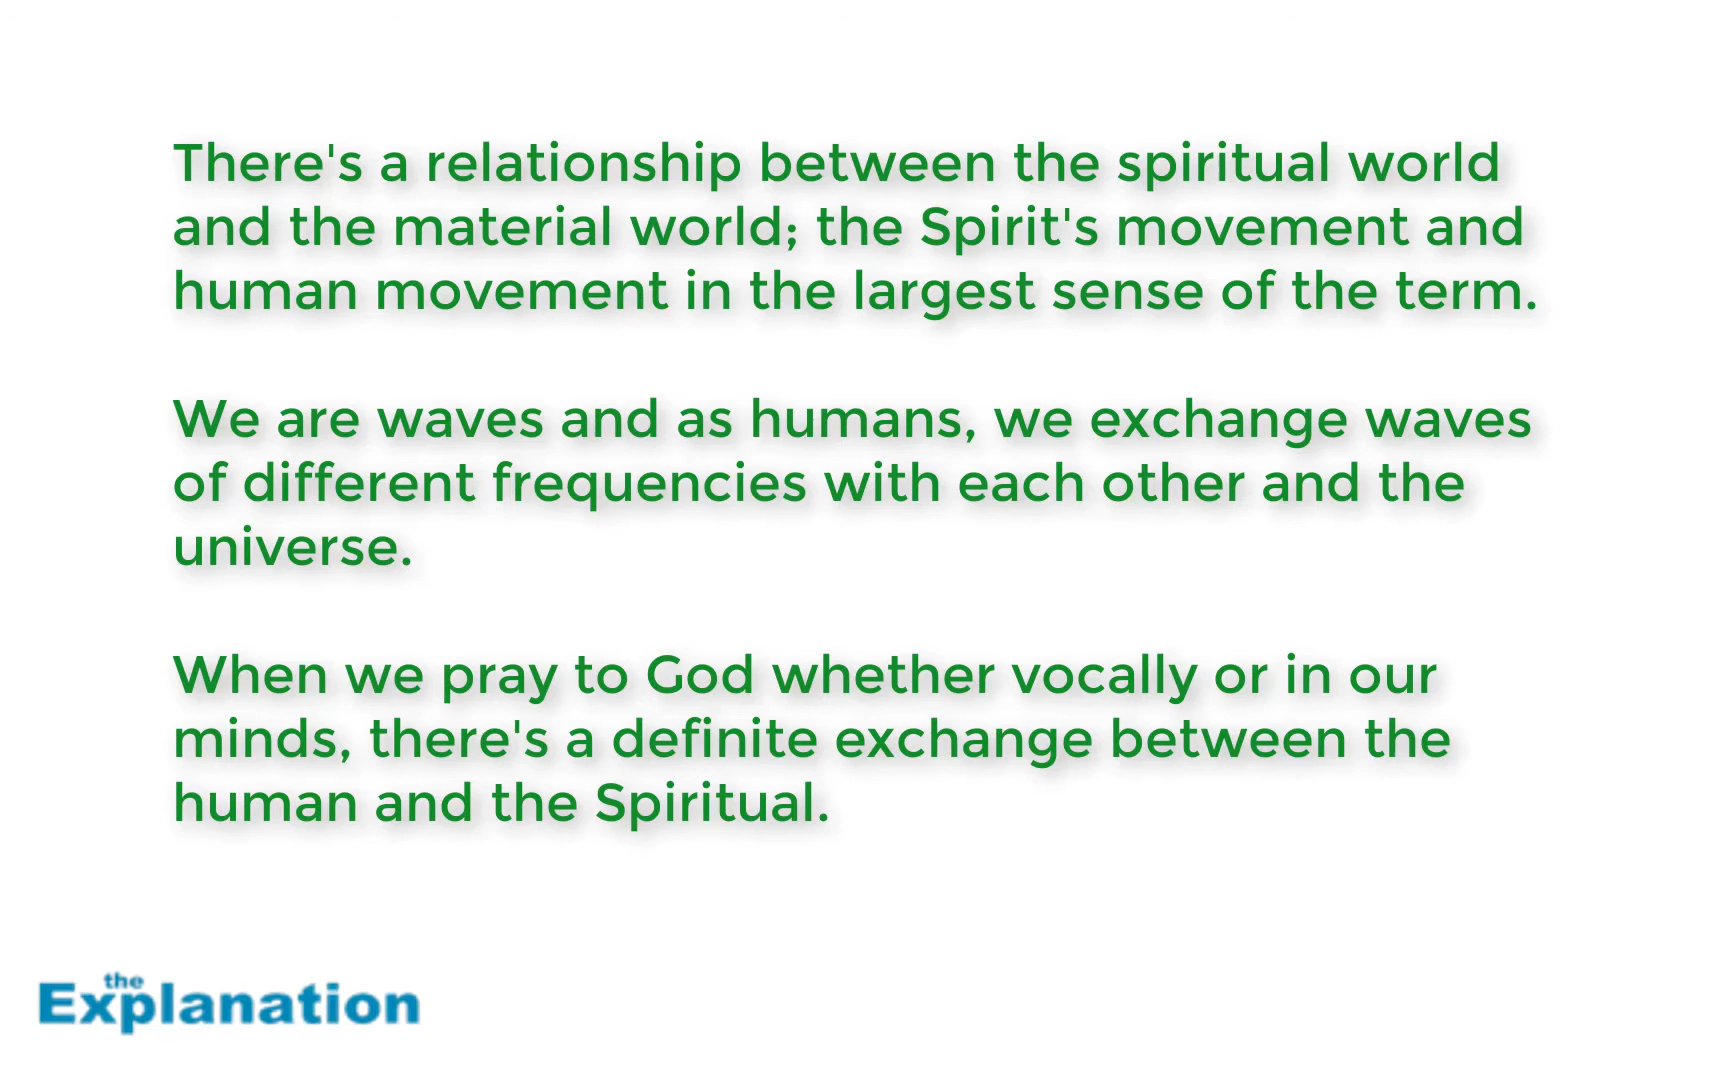 There's a relationship between the spiritual world
and the material world; the Spirit's movement and
human movement in the largest sense of the term.
We are waves and as humans, we exchange waves
of different frequencies with each other and the
universe.
When we pray to God whether vocally or in our
minds, there's a definite exchange between the
human and the Spiritual.
the
Explanation